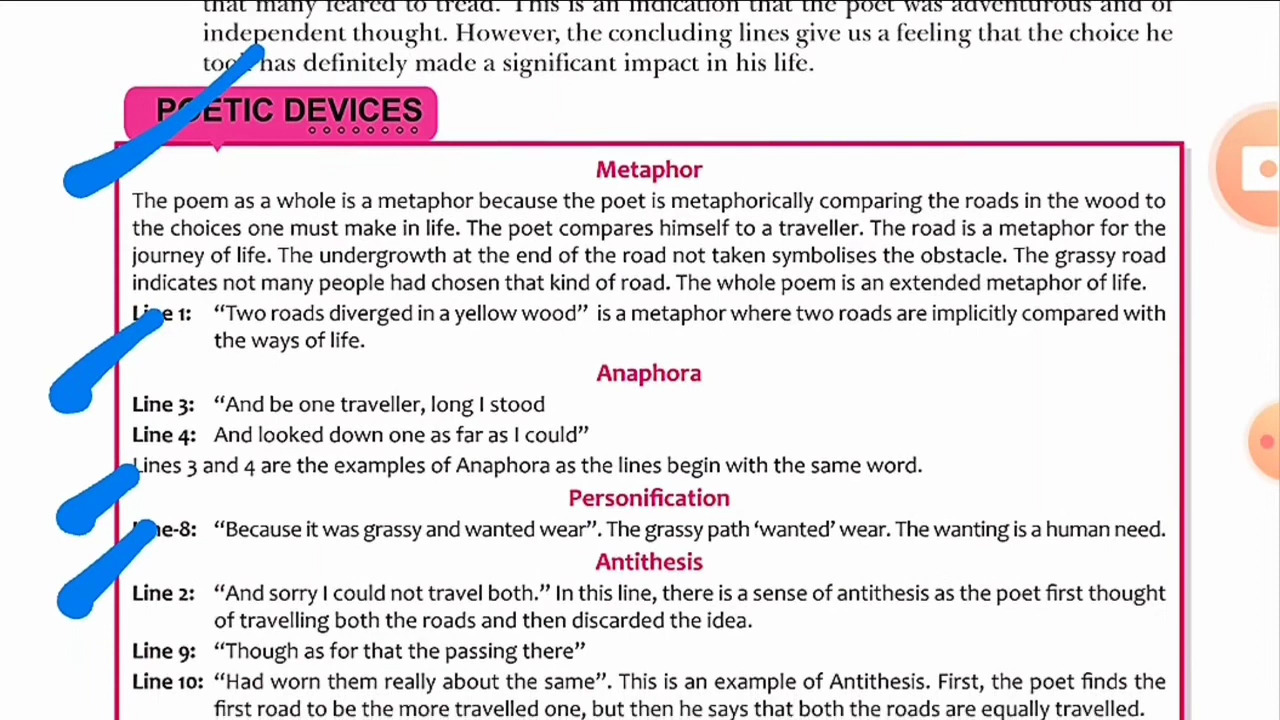 that many feared to tread. This is an indication that the poet was adventurous and of
independent thought. However, the concluding lines give us a feeling that the choice he
took has definitely made a significant impact in his life.
POETIC DEVICES
Metaphor
The poem as a whole is a metaphor because the poet is metaphorically comparing the roads in the wood to
the choices one must make in life. The poet compares himself to a traveller. The road is a metaphor for the
journey of life. The undergrowth at the end of the road not taken symbolises the obstacle. The grassy road
indicates not many people had chosen that kind of road. The whole poem is an extended metaphor of life.
Line 1: “Two roads diverged in a yellow wood” is a metaphor where two roads are implicitly compared with
the ways of life.
Anaphora
Line 3: “And be one traveller, long I stood
Line 4: And looked down one as far as I could”
Lines 3 and 4 are the examples of Anaphora as the lines begin with the same word.
Personification
Line-8: “Because it was grassy and wanted wear”. The grassy path ‘wanted’ wear. The wanting is a human need.
Antithesis
Line 2: “And sorry I could not travel both.” In this line, there is a sense of antithesis as the poet first thought
of travelling both the roads and then discarded the idea.
Line 9: “Though as for that the passing there”
Line 10: “Had worn them really about the same”. This is an example of Antithesis. First, the poet finds the
first road to be the more travelled one, but then he says that both the roads are equally travelled.